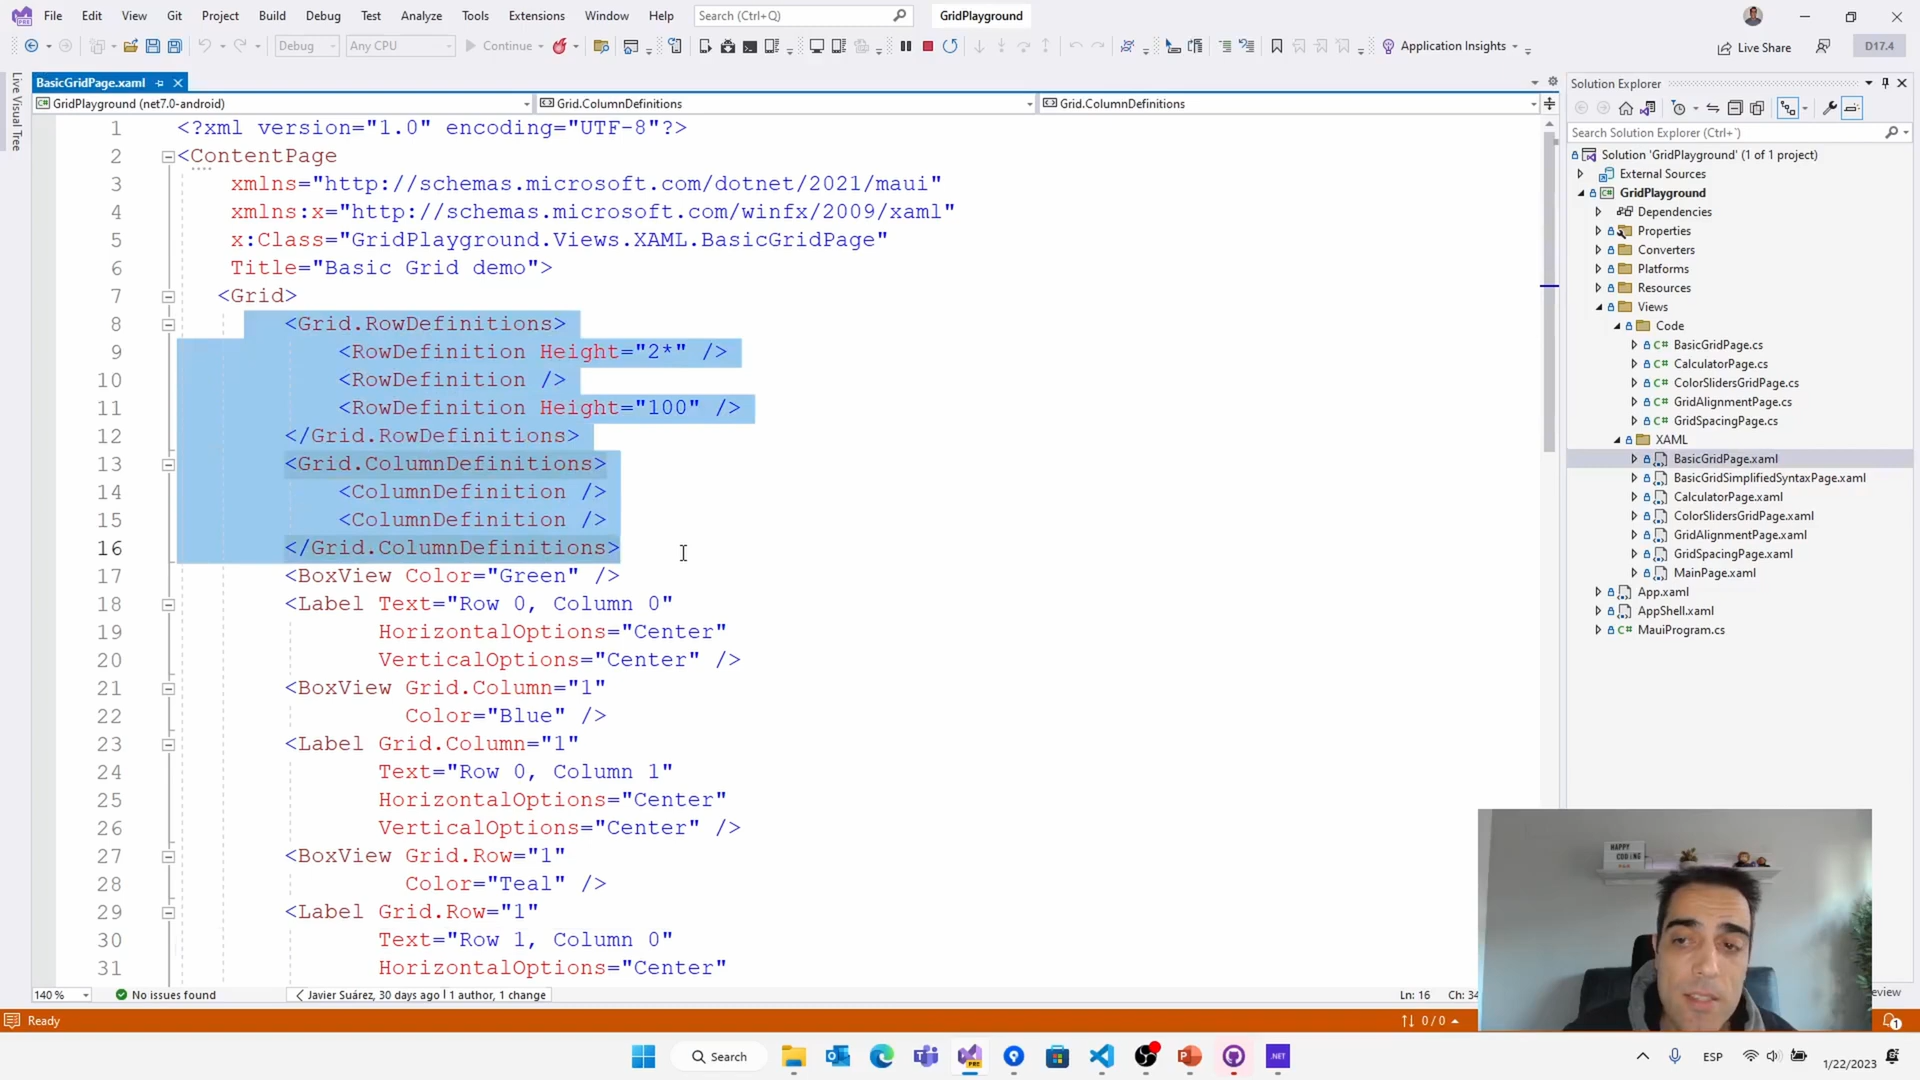 File Edit View Git Project Build Debug Test Analyze Tools Extensions Window Help Search (Ctrl+Q) GridPlayground
Debug Any CPU Continue Application Insights Live Share D17.4
Live Visual Tree
BasicGridPage.xaml
GridPlayground (net7.0-android) Grid.ColumnDefinitions Grid.ColumnDefinitions
1 <?xml version="1.0" encoding="UTF-8"?>
2 <ContentPage
3 xmlns="http://schemas.microsoft.com/dotnet/2021/maui"
4 xmlns:x="http://schemas.microsoft.com/winfx/2009/xaml"
5 x:Class="GridPlayground.Views.XAML.BasicGridPage"
6 Title="Basic Grid demo">
7 <Grid>
8 <Grid.RowDefinitions>
9 <RowDefinition Height="2*" />
10 <RowDefinition />
11 <RowDefinition Height="100" />
12 </Grid.RowDefinitions>
13 <Grid.ColumnDefinitions>
14 <ColumnDefinition />
15 <ColumnDefinition />
16 </Grid.ColumnDefinitions>
17 <BoxView Color="Green" />
18 <Label Text="Row 0, Column 0"
19 HorizontalOptions="Center"
20 VerticalOptions="Center" />
21 <BoxView Grid.Column="1"
22 Color="Blue" />
23 <Label Grid.Column="1"
24 Text="Row 0, Column 1"
25 HorizontalOptions="Center"
26 VerticalOptions="Center" />
27 <BoxView Grid.Row="1"
28 Color="Teal" />
29 <Label Grid.Row="1"
30 Text="Row 1, Column 0"
31 HorizontalOptions="Center"
140 % No issues found Javier Suárez, 30 days ago | 1 author, 1 change Ln: 16 Ch: 34
Ready 0 / 0
Solution Explorer
Search Solution Explorer (Ctrl+`)
Solution 'GridPlayground' (1 of 1 project)
External Sources
GridPlayground
Dependencies
Properties
Converters
Platforms
Resources
Views
Code
BasicGridPage.cs
CalculatorPage.cs
ColorSlidersGridPage.cs
GridAlignmentPage.cs
GridSpacingPage.cs
XAML
BasicGridPage.xaml
BasicGridSimplifiedSyntaxPage.xaml
CalculatorPage.xaml
ColorSlidersGridPage.xaml
GridAlignmentPage.xaml
GridSpacingPage.xaml
MainPage.xaml
App.xaml
AppShell.xaml
MauiProgram.cs
HAPPY
CODING
1
Search .NET ESP 1/22/2023